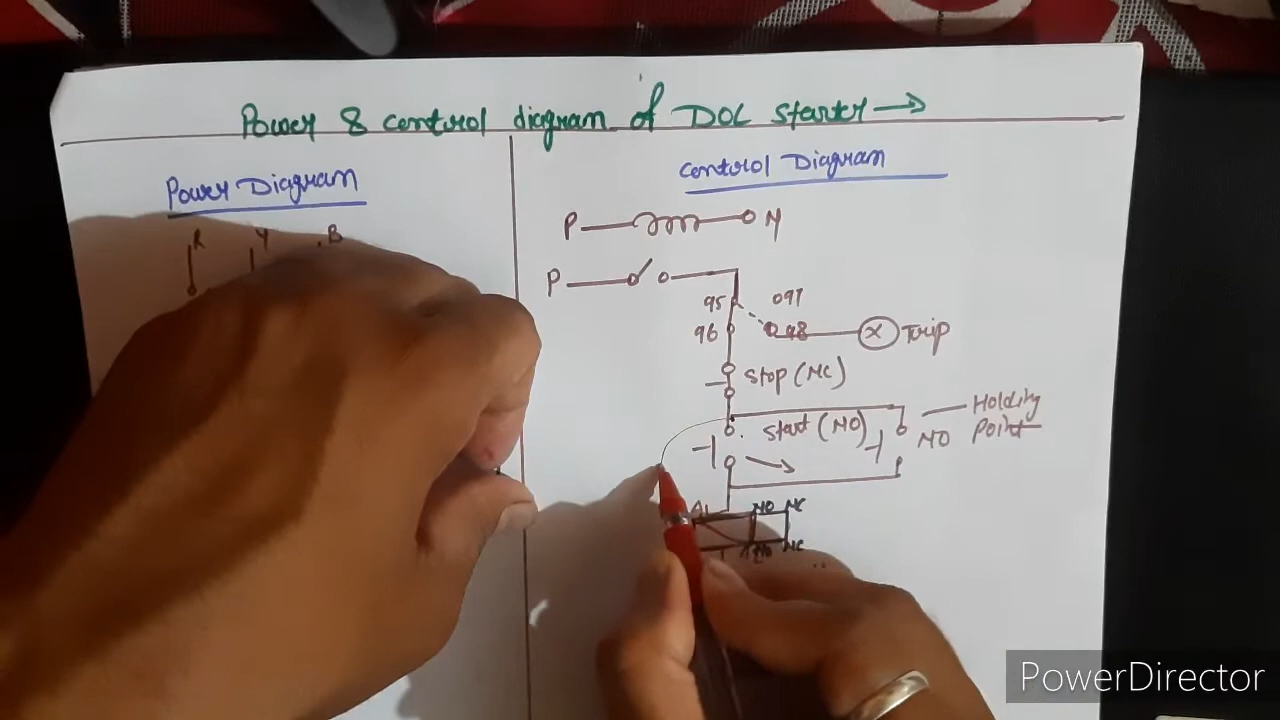 Power & control diagram of DOL starter →
Power Diagram
Control Diagram
R Y B
P N
P
95 097
96 98 Trip
Stop (NC)
Holding
Start (NO) NO Point
A1 NO NC
NO NC
PowerDirector